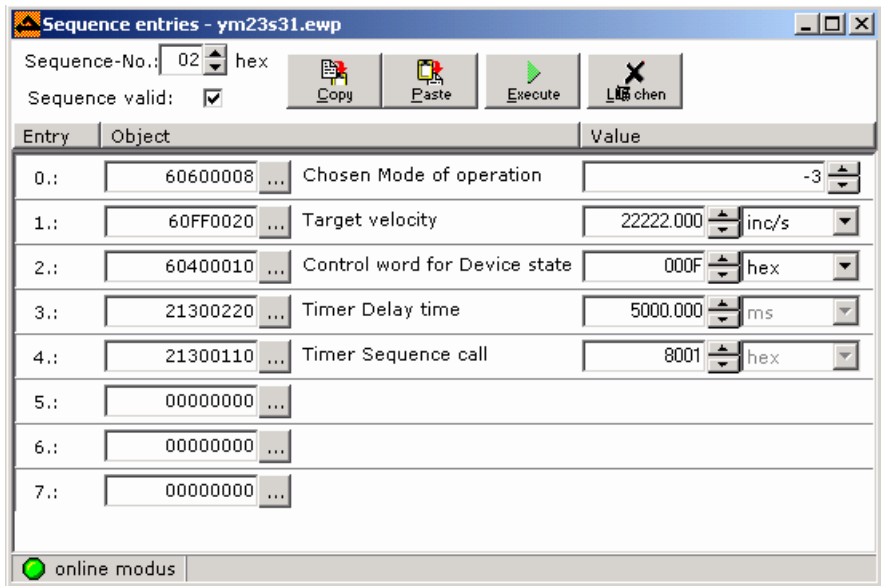 Sequence entries - ym23s31.ewp
Sequence-No.: 02 hex
Sequence valid:
Copy Paste Execute
Entry Object Value
0.: 60600008 ... Chosen Mode of operation -3
1.: 60FF0020 ... Target velocity 22222.000 inc/s
2.: 60400010 ... Control word for Device state 000F hex
3.: 21300220 ... Timer Delay time 5000.000 ms
4.: 21300110 ... Timer Sequence call 8001 hex
5.: 00000000 ...
6.: 00000000 ...
7.: 00000000 ...
online modus